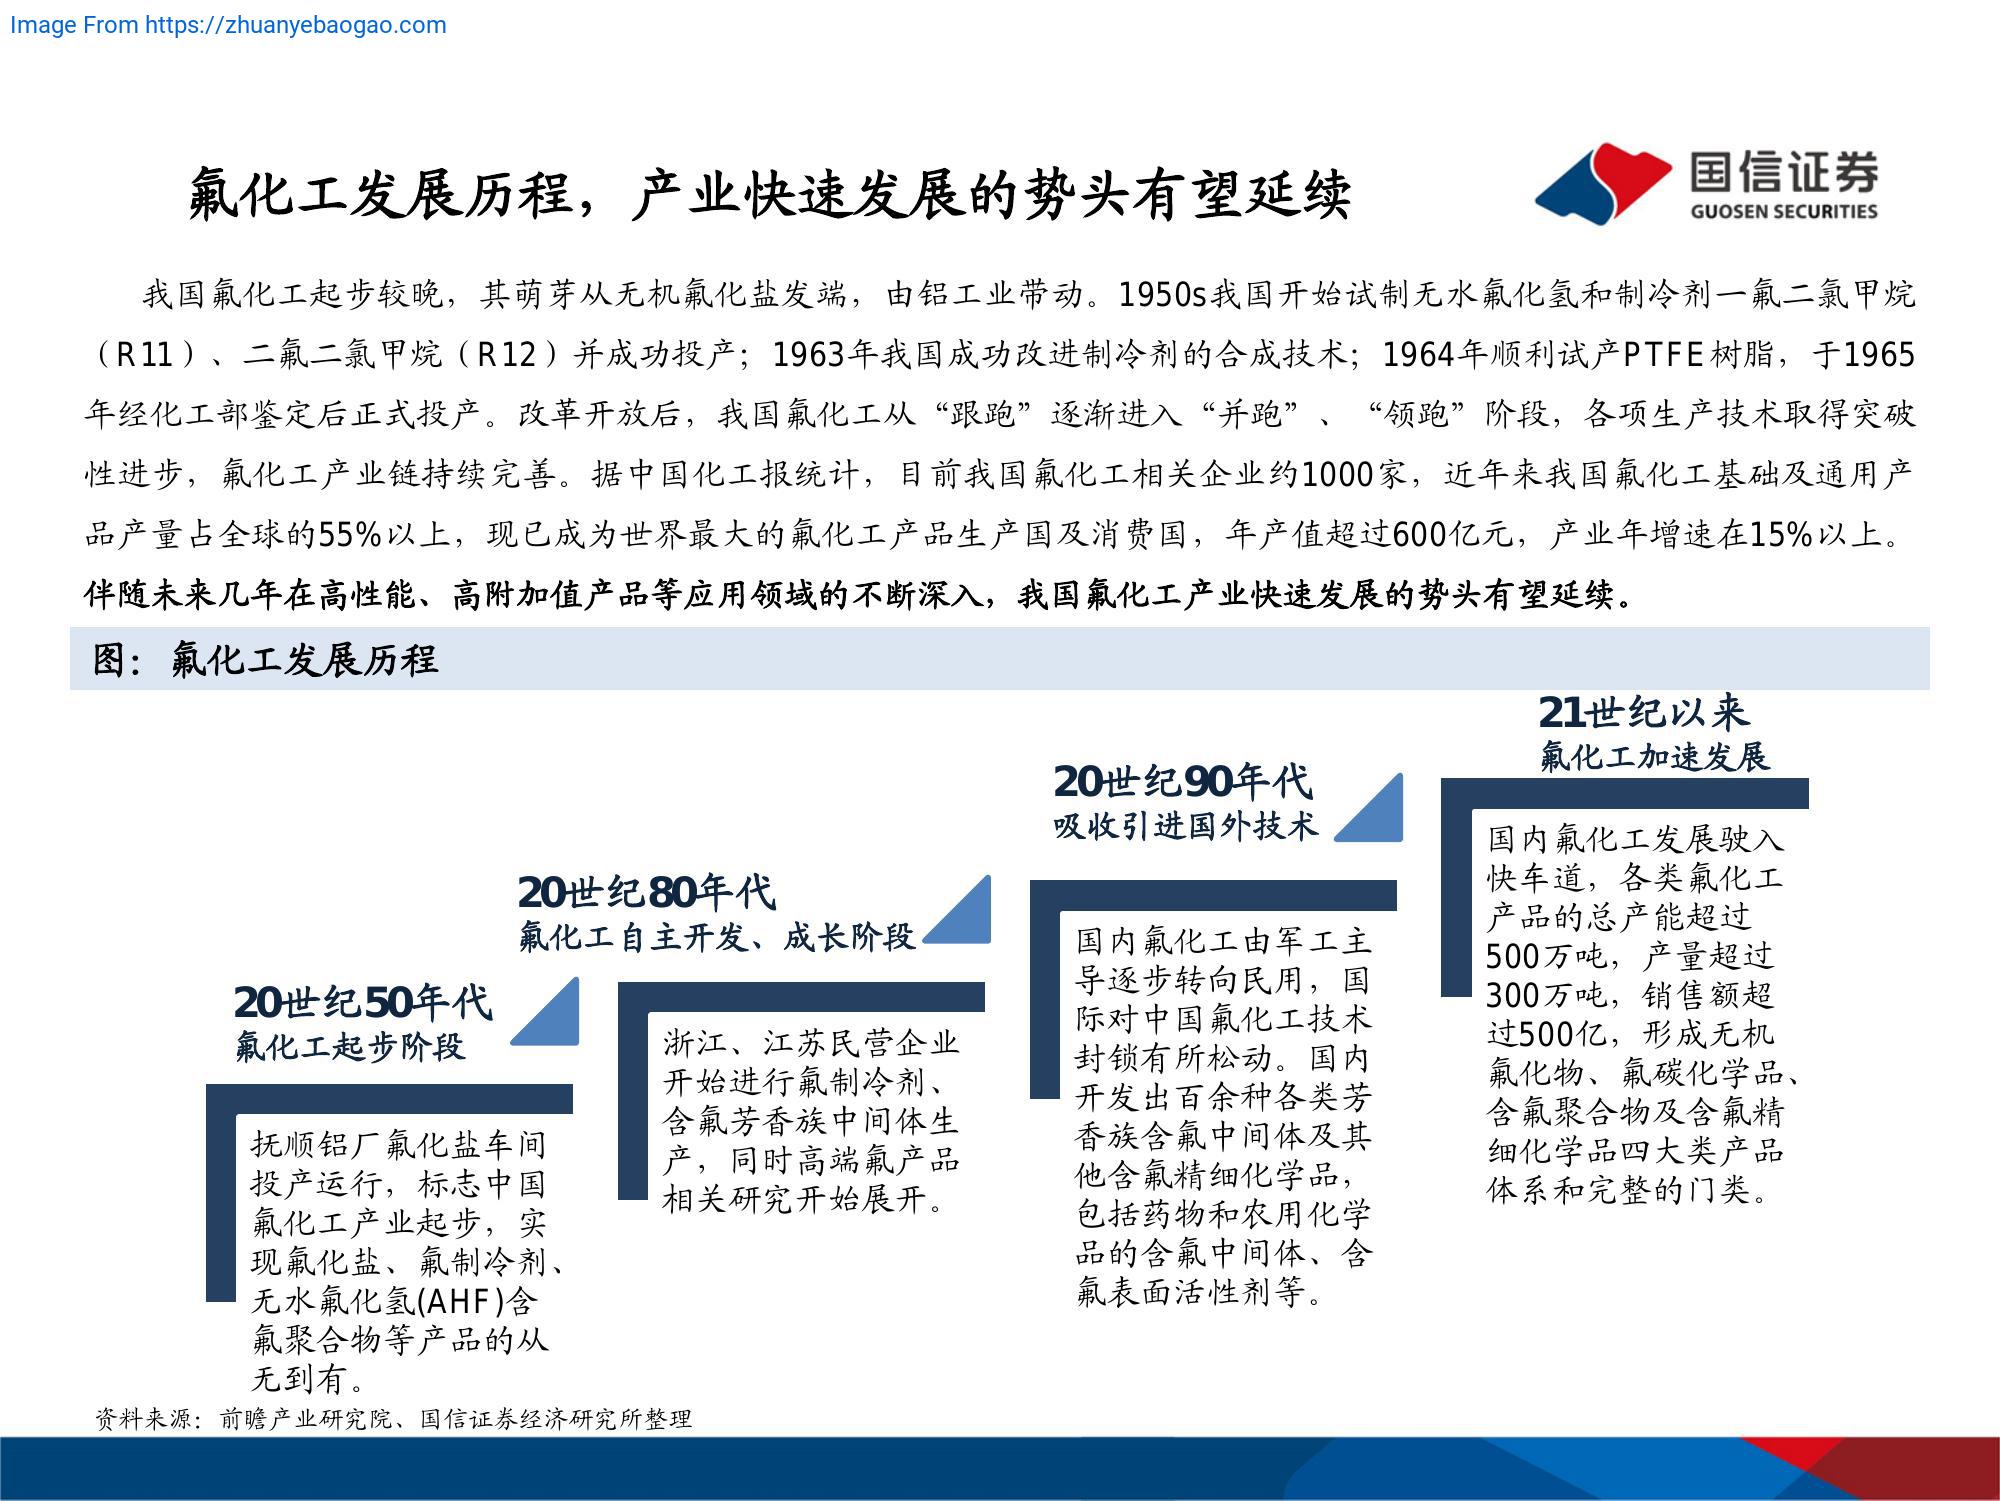 Image From https://zhuanyebaogao.com
氟化工发展历程，产业快速发展的势头有望延续
国信证券
GUOSEN SECURITIES
我国氟化工起步较晚，其萌芽从无机氟化盐发端，由铝工业带动。1950s我国开始试制无水氟化氢和制冷剂一氟二氯甲烷
（R11）、二氟二氯甲烷（R12）并成功投产；1963年我国成功改进制冷剂的合成技术；1964年顺利试产PTFE树脂，于1965
年经化工部鉴定后正式投产。改革开放后，我国氟化工从“跟跑”逐渐进入“并跑”、“领跑”阶段，各项生产技术取得突破
性进步，氟化工产业链持续完善。据中国化工报统计，目前我国氟化工相关企业约1000家，近年来我国氟化工基础及通用产
品产量占全球的55%以上，现已成为世界最大的氟化工产品生产国及消费国，年产值超过600亿元，产业年增速在15%以上。
伴随未来几年在高性能、高附加值产品等应用领域的不断深入，我国氟化工产业快速发展的势头有望延续。
图：氟化工发展历程
20世纪50年代
氟化工起步阶段
抚顺铝厂氟化盐车间
投产运行，标志中国
氟化工产业起步，实
现氟化盐、氟制冷剂、
无水氟化氢(AHF)含
氟聚合物等产品的从
无到有。
20世纪80年代
氟化工自主开发、成长阶段
浙江、江苏民营企业
开始进行氟制冷剂、
含氟芳香族中间体生
产，同时高端氟产品
相关研究开始展开。
20世纪90年代
吸收引进国外技术
国内氟化工由军工主
导逐步转向民用，国
际对中国氟化工技术
封锁有所松动。国内
开发出百余种各类芳
香族含氟中间体及其
他含氟精细化学品，
包括药物和农用化学
品的含氟中间体、含
氟表面活性剂等。
21世纪以来
氟化工加速发展
国内氟化工发展驶入
快车道，各类氟化工
产品的总产能超过
500万吨，产量超过
300万吨，销售额超
过500亿，形成无机
氟化物、氟碳化学品、
含氟聚合物及含氟精
细化学品四大类产品
体系和完整的门类。
资料来源：前瞻产业研究院、国信证券经济研究所整理